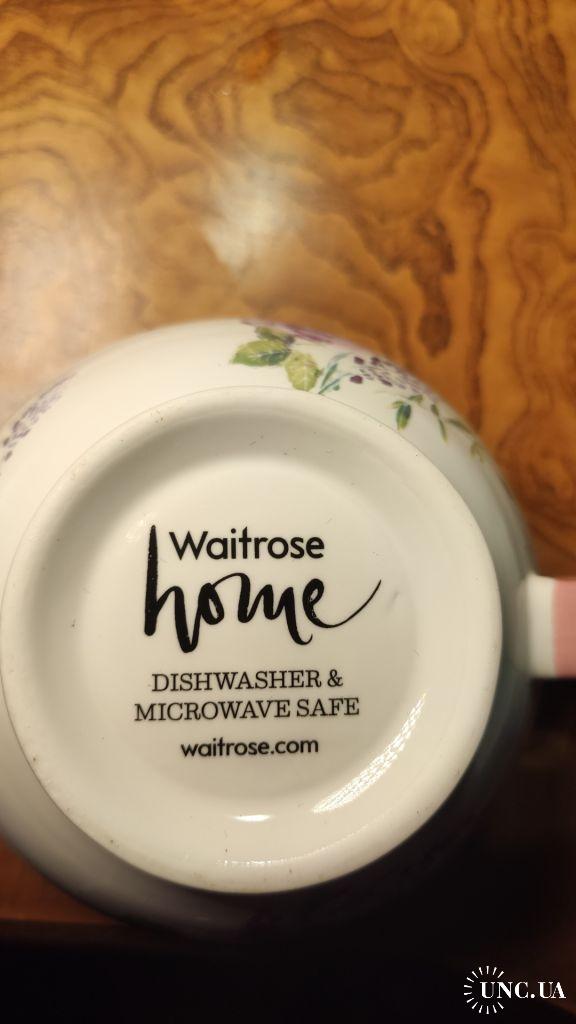 Waitrose
home
DISHWASHER &
MICROWAVE SAFE
waitrose.com
UNC.UA